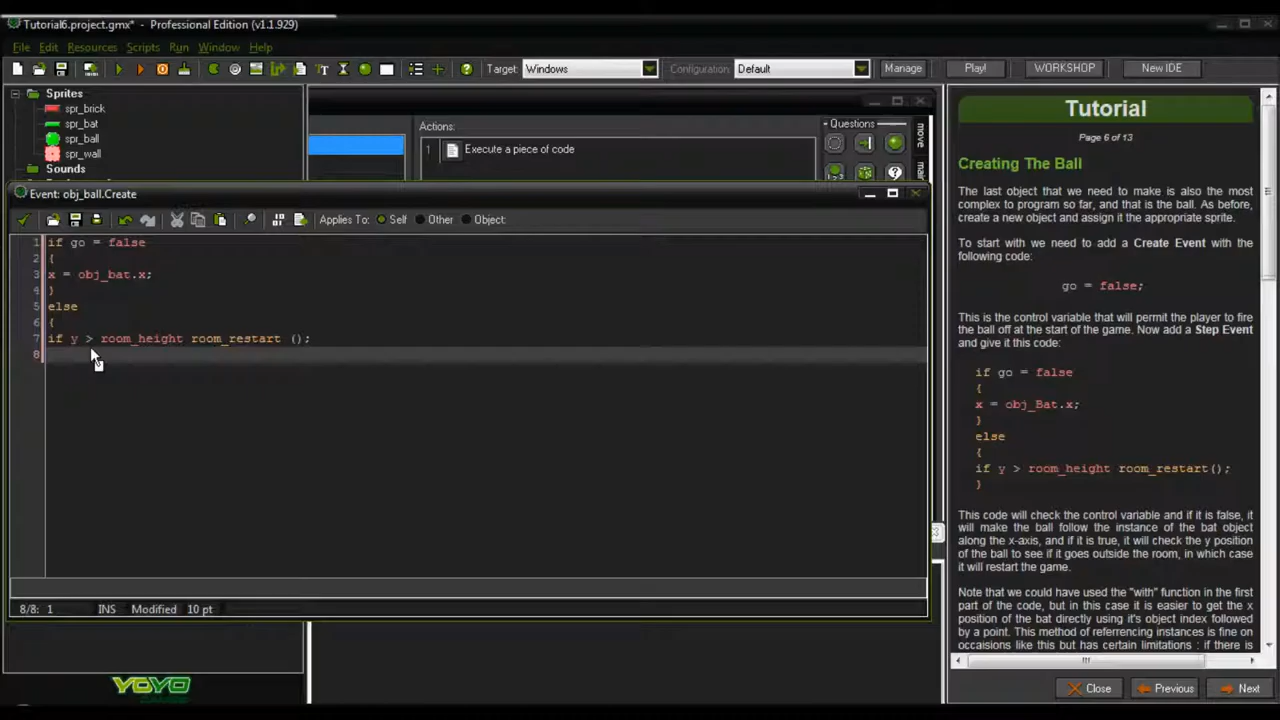 Tutorial6.project.gmx* - Professional Edition (v1.1.929)
File Edit Resources Scripts Run Window Help
Target: Windows Configuration: Default Manage Play! WORKSHOP New IDE
Sprites
spr_brick
spr_bat
spr_ball
spr_wall
Sounds
Actions:
1 Execute a piece of code
Questions
move
Event: obj_ball.Create
Applies To: Self Other Object:
1 if go = false
2 {
3 x = obj_bat.x;
4 }
5 else
6 {
7 if y > room_height room_restart ();
8
8/8: 1 INS Modified 10 pt
YOYO
GAMES
Tutorial
Page 6 of 13
Creating The Ball
The last object that we need to make is also the most
complex to program so far, and that is the ball. As before,
create a new object and assign it the appropriate sprite.
To start with we need to add a Create Event with the
following code:
go = false;
This is the control variable that will permit the player to fire
the ball off at the start of the game. Now add a Step Event
and give it this code:
if go = false
{
x = obj_Bat.x;
}
else
{
if y > room_height room_restart();
}
This code will check the control variable and if it is false, it
will make the ball follow the instance of the bat object
along the x-axis, and if it is true, it will check the y position
of the ball to see if it goes outside the room, in which case
it will restart the game.
Note that we could have used the "with" function in the first
part of the code, but in this case it is easier to get the x
position of the bat directly using it's object index followed
by a point. This method of referrencing instances is fine on
occaisions like this but has certain limitations : if there is
Close Previous Next